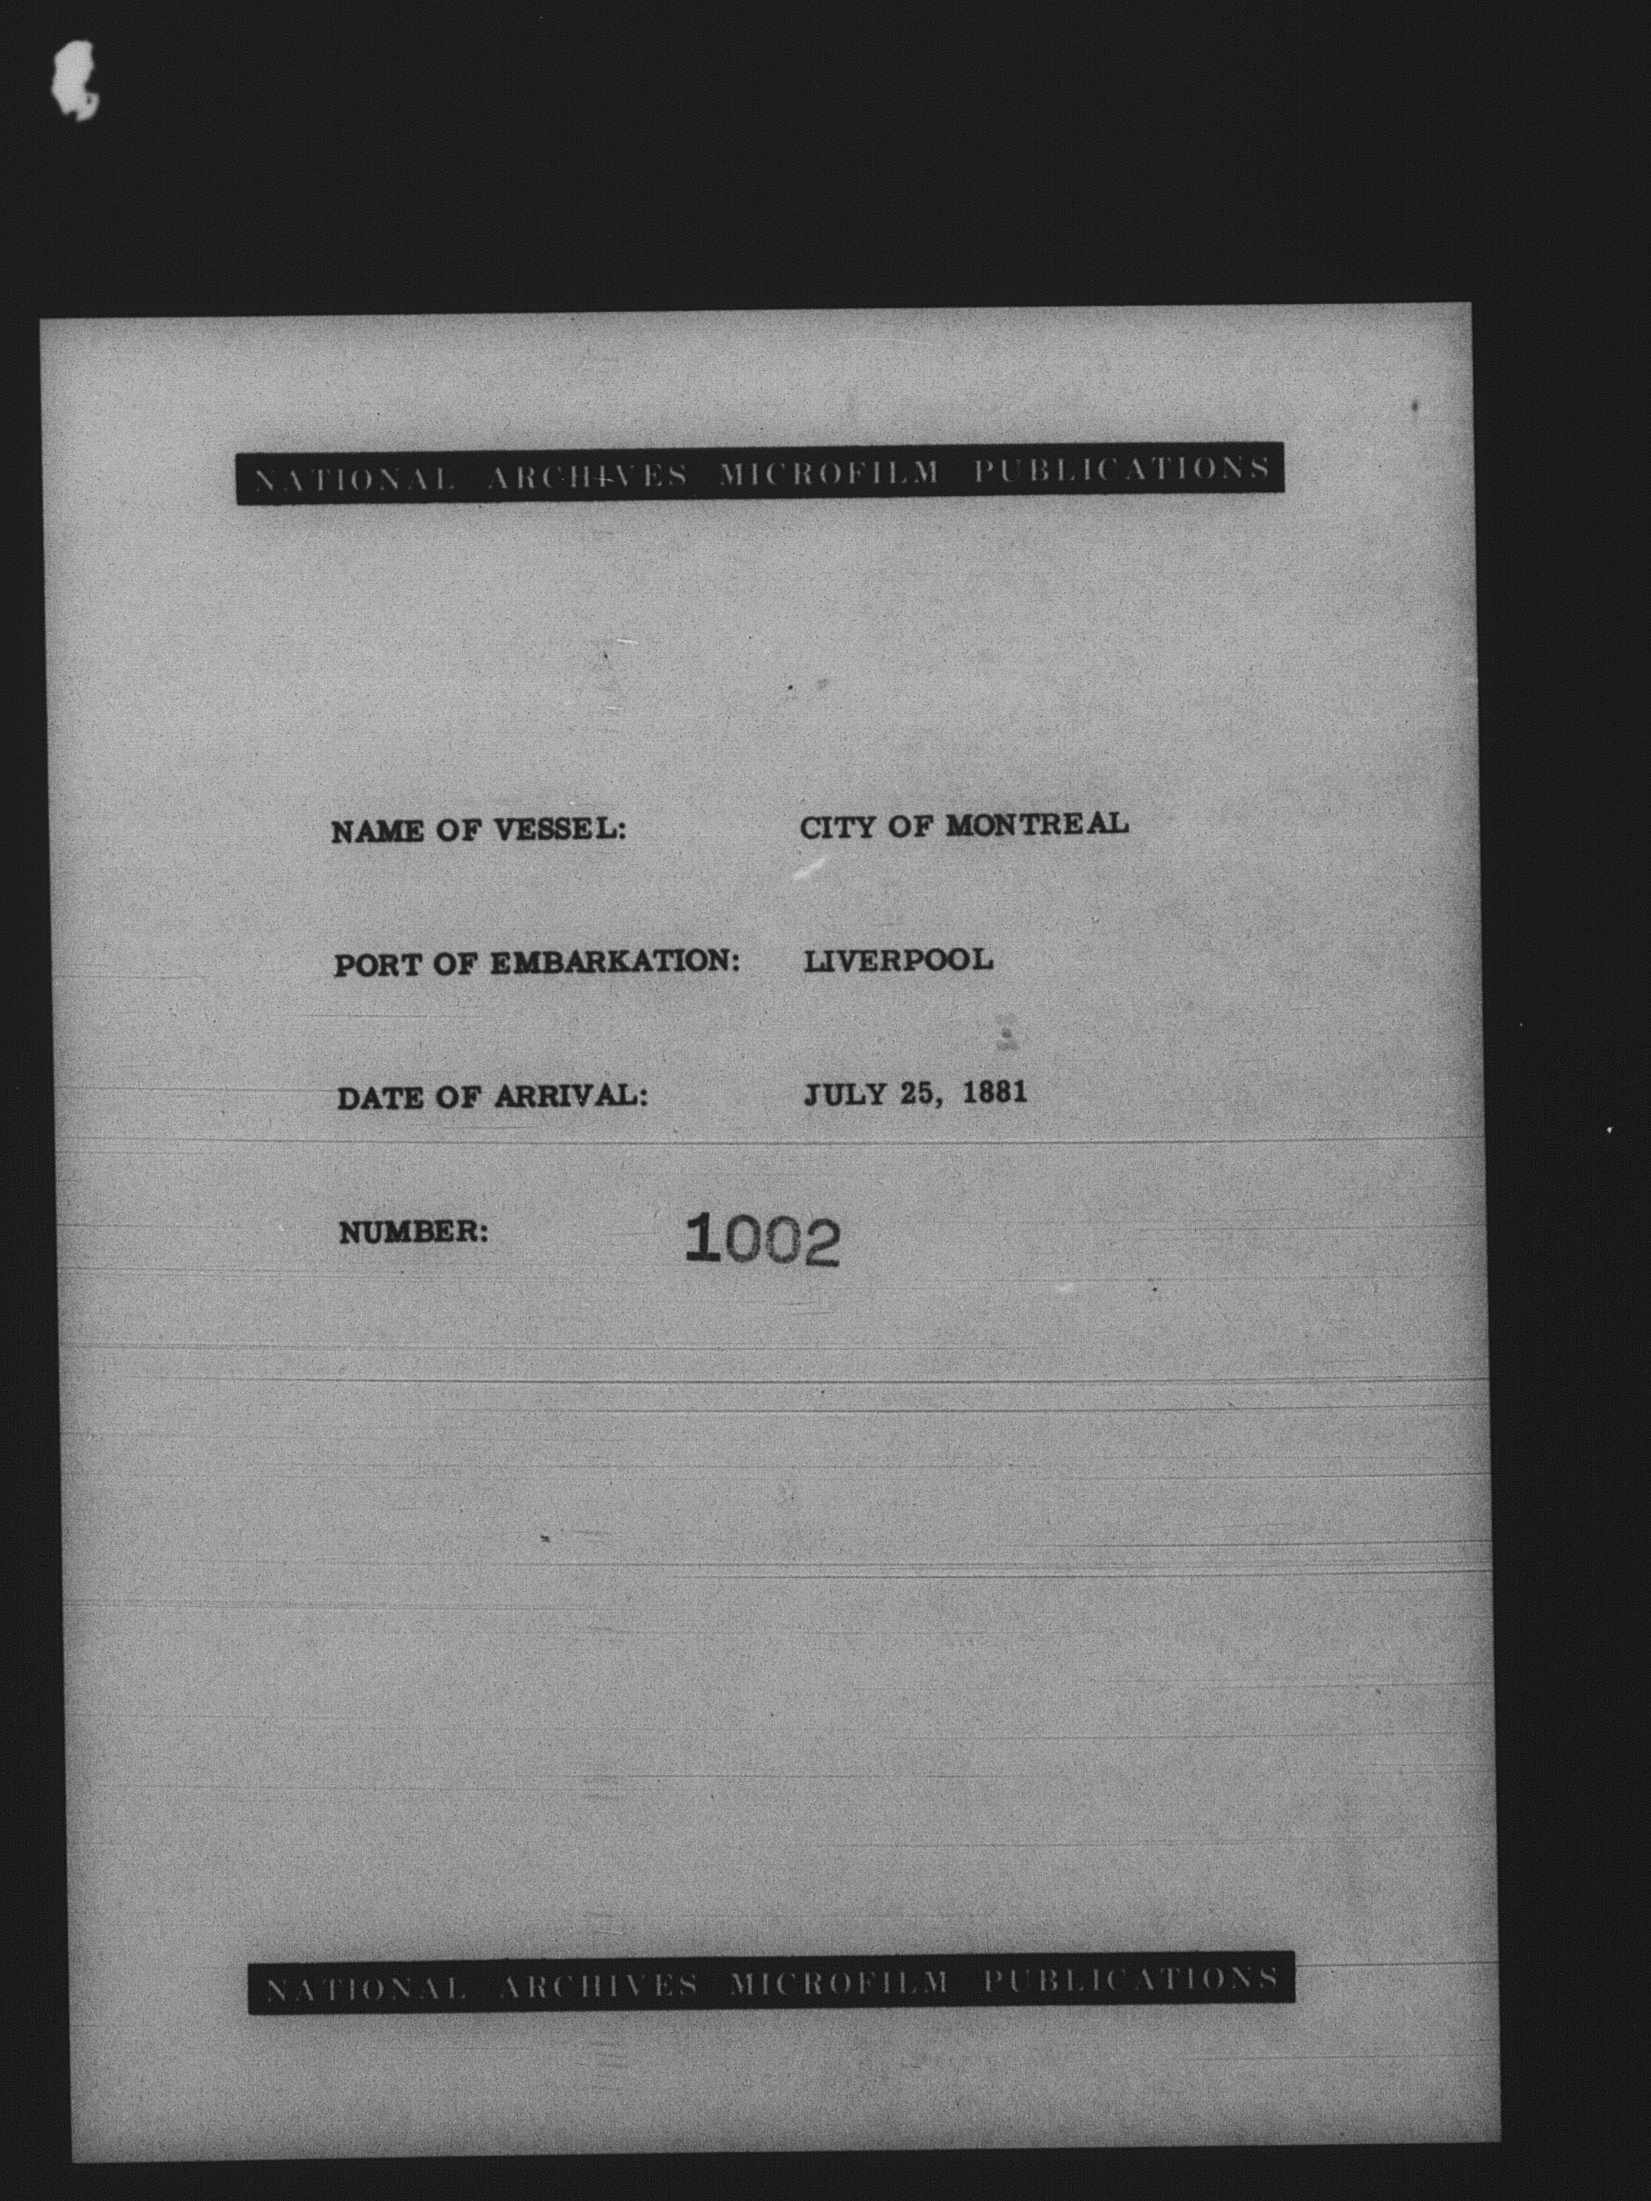 NATIONAL ARCHIVES MICROFILM PUBLICATIONS
NAME OF VESSEL: CITY OF MONTREAL
PORT OF EMBARKATION: LIVERPOOL
DATE OF ARRIVAL: JULY 25, 1881
NUMBER: 1002
NATIONAL ARCHIVES MICROFILM PUBLICATIONS